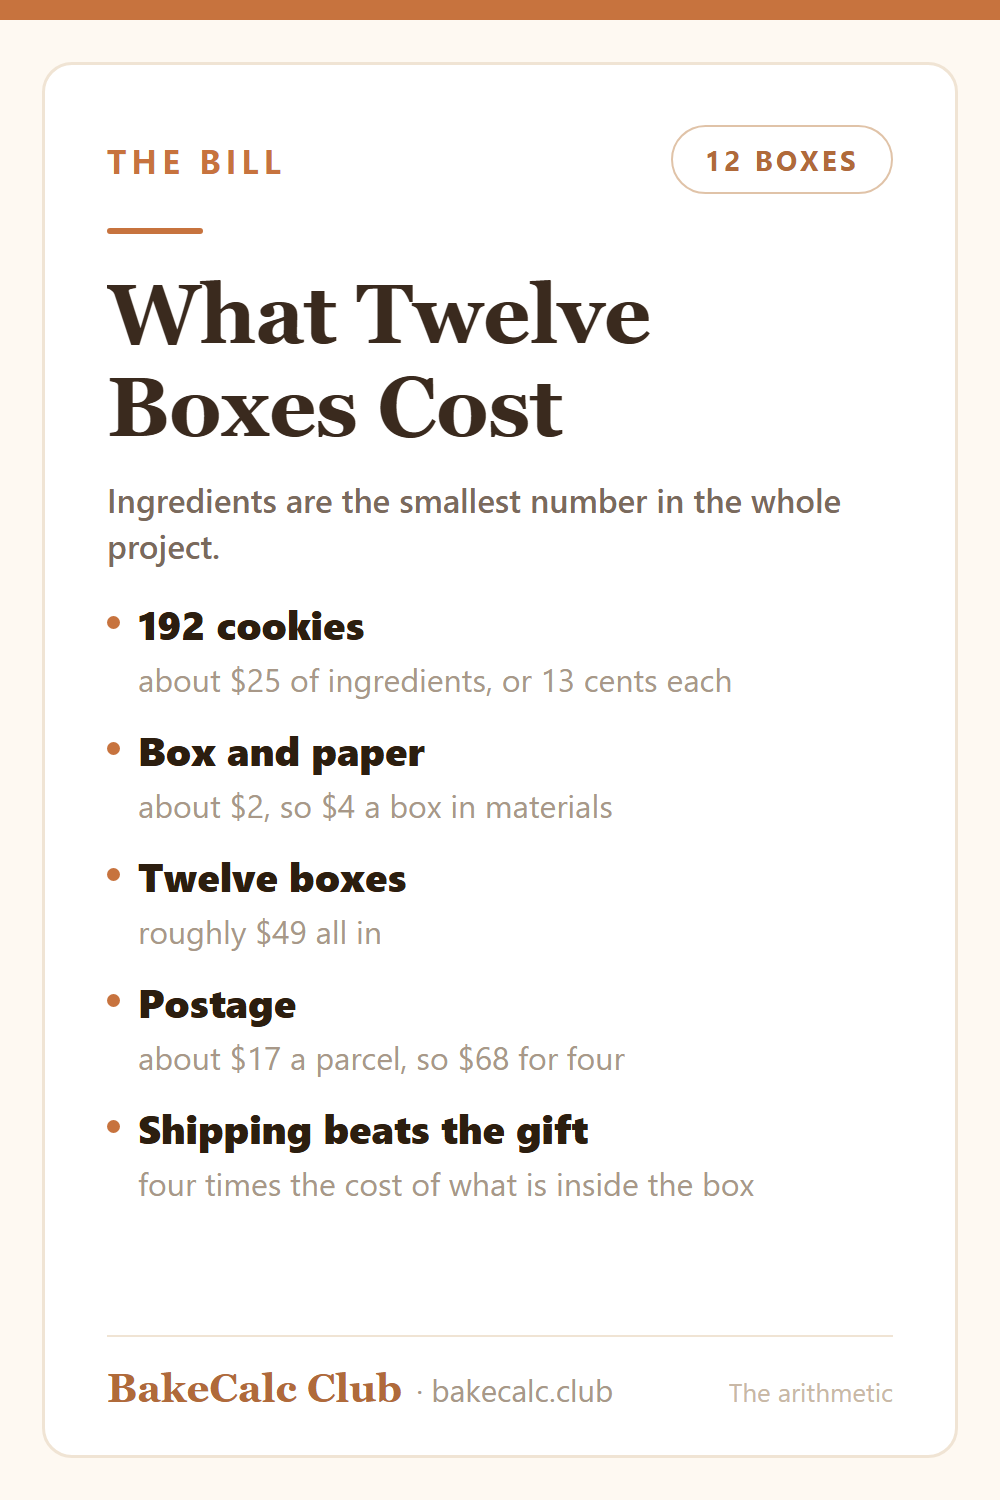 THE BILL
12 BOXES
What Twelve
Boxes Cost
Ingredients are the smallest number in the whole
project.
192 cookies
about $25 of ingredients, or 13 cents each
Box and paper
about $2, so $4 a box in materials
Twelve boxes
roughly $49 all in
Postage
about $17 a parcel, so $68 for four
Shipping beats the gift
four times the cost of what is inside the box
BakeCalc Club · bakecalc.club
The arithmetic